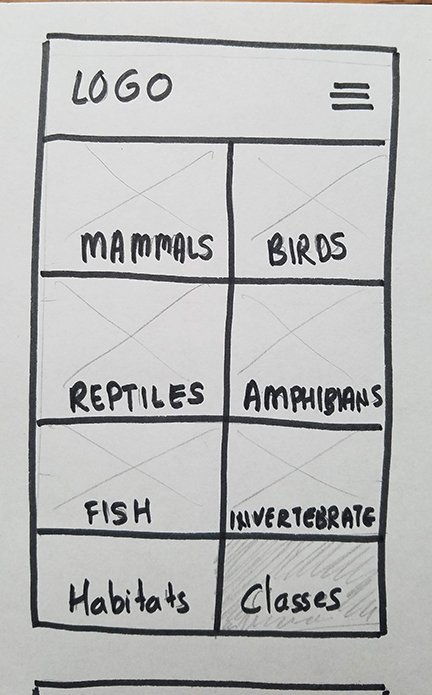 LOGO
MAMMALS BIRDS
REPTILES AMPHIBIANS
FISH INVERTEBRATE
Habitats Classes